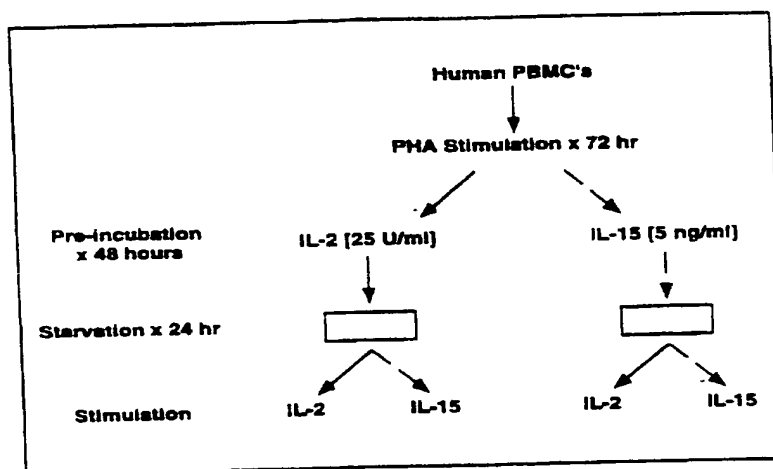 Human PBMC's
PHA Stimulation x 72 hr
Pre-incubation
x 48 hours
IL-2 [25 U/ml]
IL-15 [5 ng/ml]
Starvation x 24 hr
Stimulation
IL-2
IL-15
IL-2
IL-15